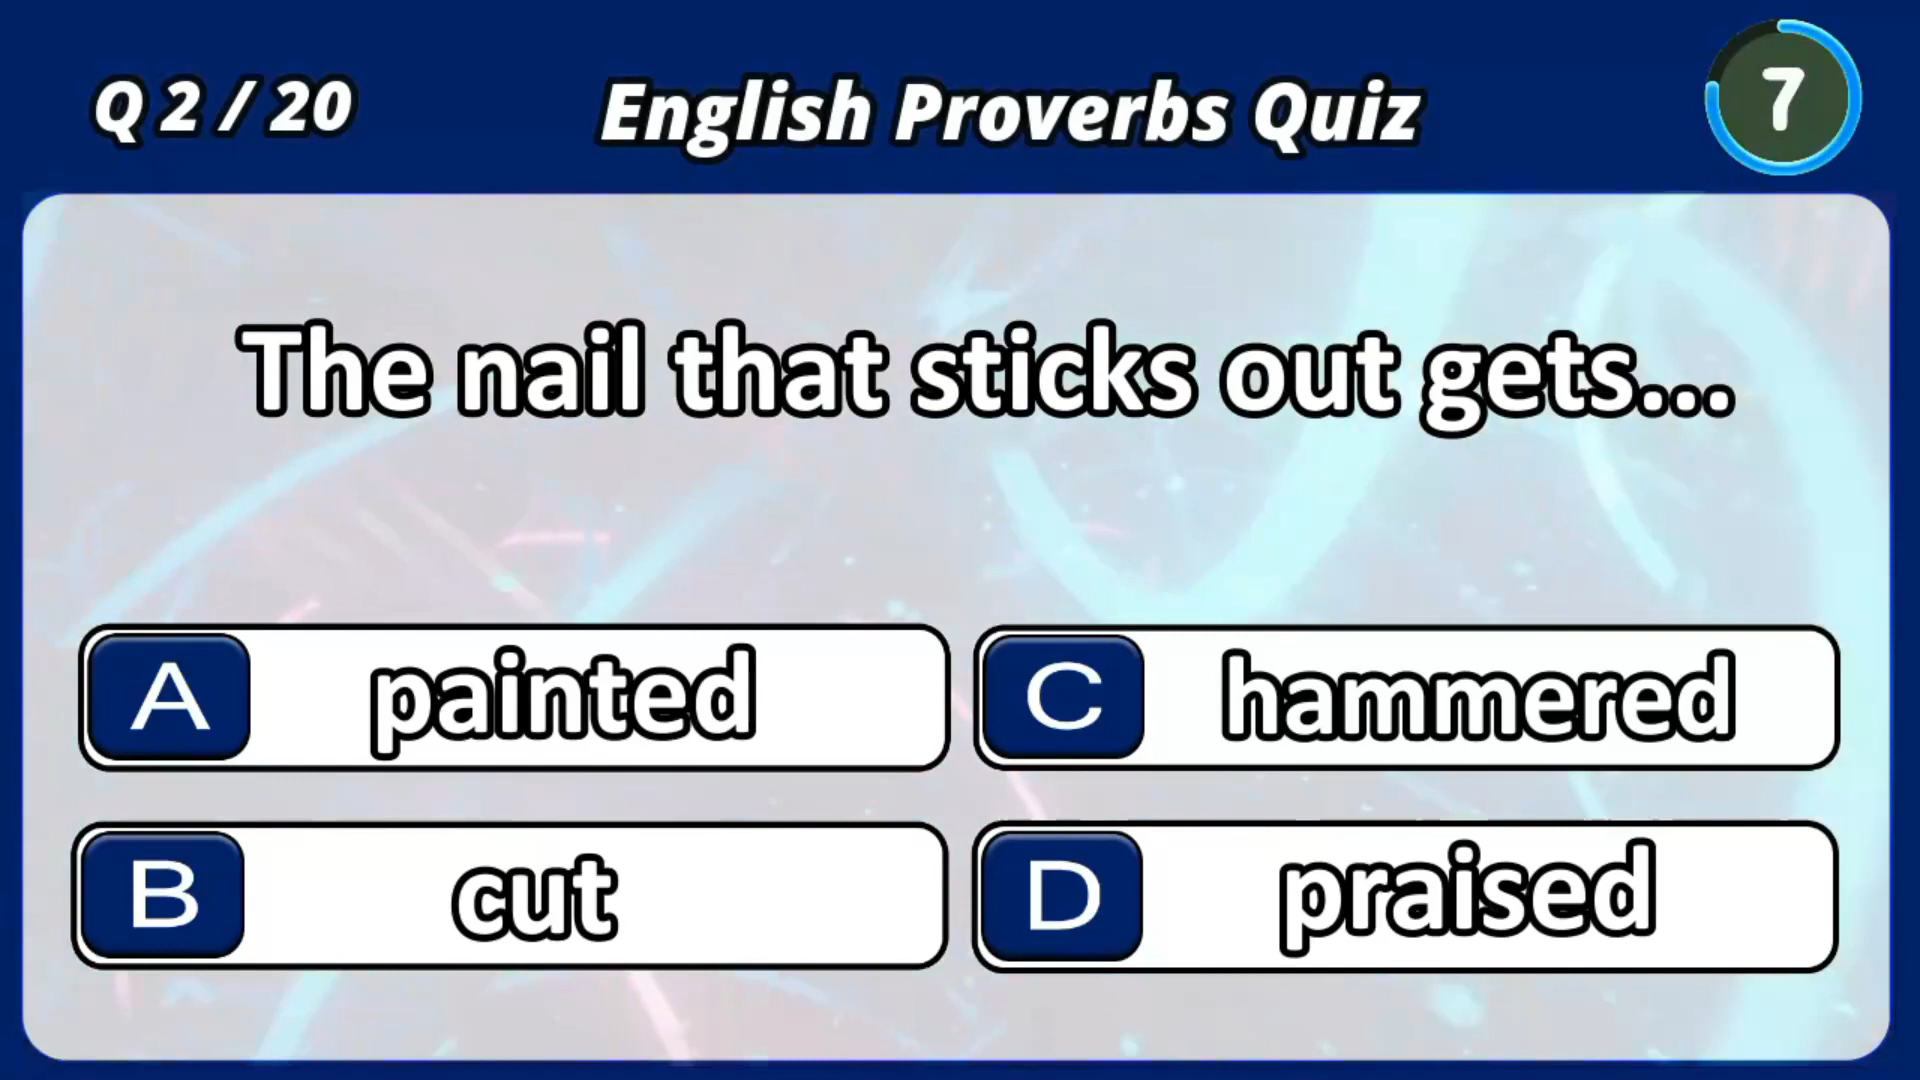 Q 2 / 20
English Proverbs Quiz
7
The nail that sticks out gets...
A painted
C hammered
B cut
D praised